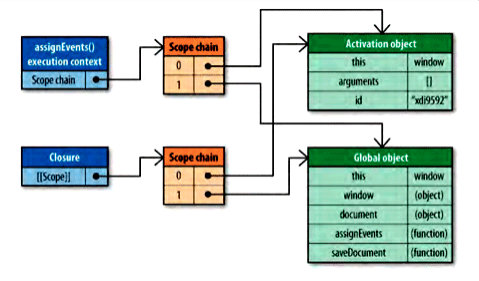 assignEvents()
execution context
Scope chain
Scope chain
0
1
Activation object
this window
arguments []
id "xdi9592"
Closure
[[Scope]]
Scope chain
0
1
Global object
this window
window (object)
document (object)
assignEvents (function)
saveDocument (function)